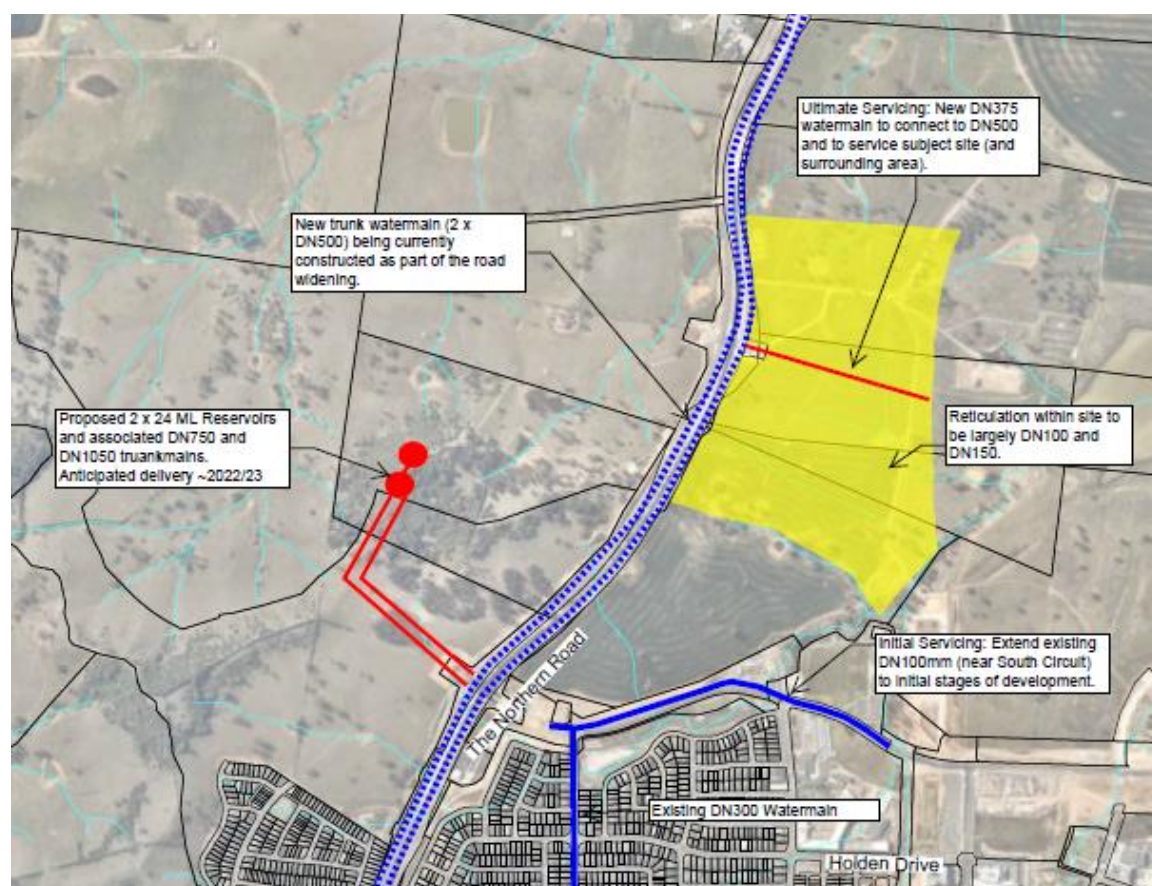 Ultimate Servicing: New DN375
watermain to connect to DN500
and to service subject site (and
surrounding area).
New trunk watermain (2 x
DN500) being currently
constructed as part of the road
widening.
Proposed 2 x 24 ML Reservoirs
and associated DN750 and
DN1050 truankmains.
Anticipated delivery ~2022/23
Reticulation within site to
be largely DN100 and
DN150.
Initial Servicing: Extend existing
DN100mm (near South Circuit)
to initial stages of development.
The Northern Road
Existing DN300 Watermain
Holden Drive